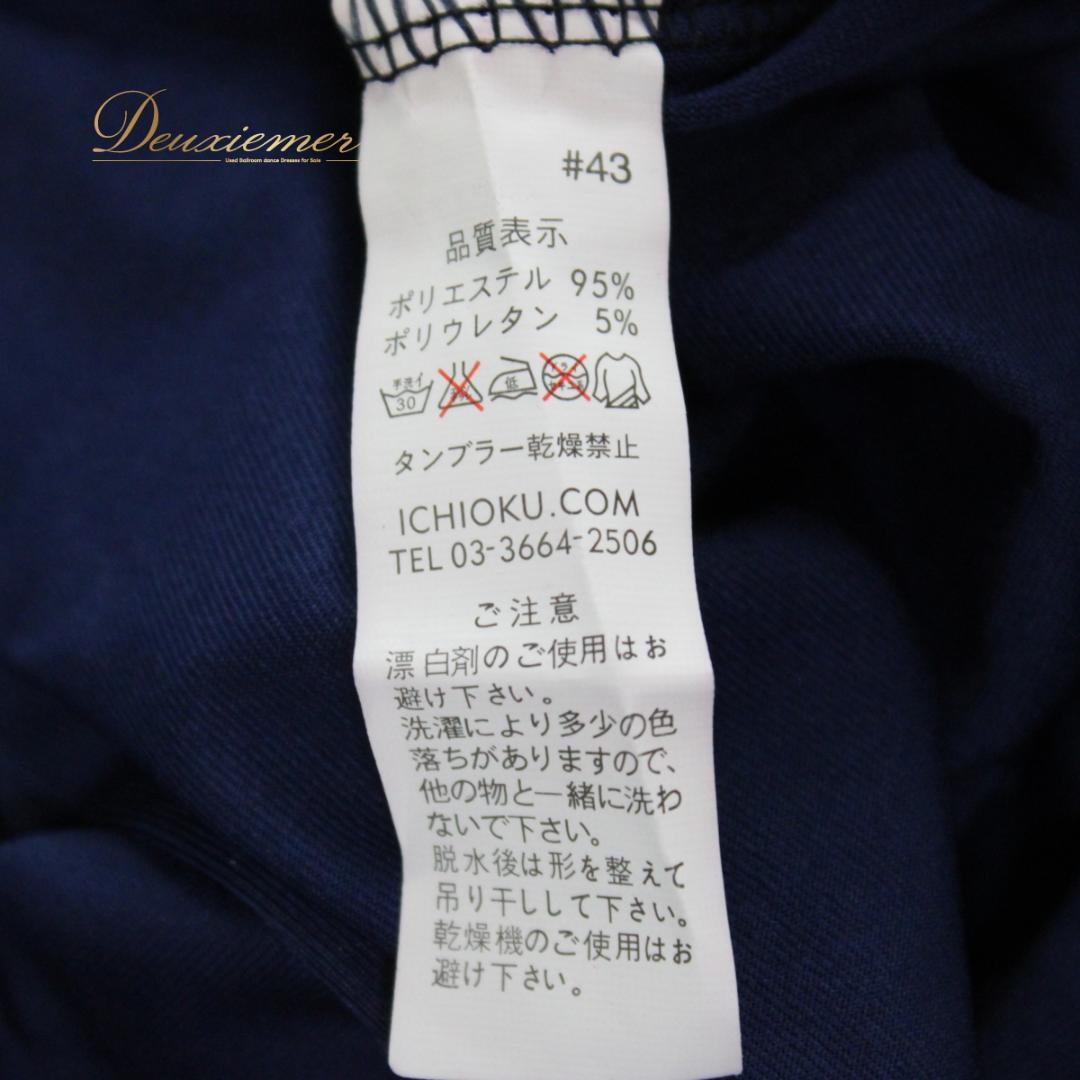 Deuxiemer
Used Ballroom dance Dresses for Sale
#43
品質表示
ポリエステル 95%
ポリウレタン 5%
手洗イ
30
低
タンブラー乾燥禁止
ICHIOKU.COM
TEL 03-3664-2506
ご注意
漂白剤のご使用はお
避け下さい。
洗濯により多少の色
落ちがありますので、
他の物と一緒に洗わ
ないで下さい。
脱水後は形を整えて
吊り干しして下さい。
乾燥機のご使用はお
避け下さい。